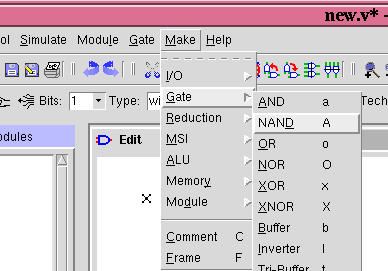 new.v* -
ol Simulate Module Gate Make Help
Bits: 1 Type: wi Tech
I/O
Gate
Reduction
MSI
ALU
Memory
Module
Comment C
Frame F
AND a
NAND A
OR o
NOR O
XOR x
XNOR X
Buffer b
Inverter I
Tri-Buffer t
odules
Edit